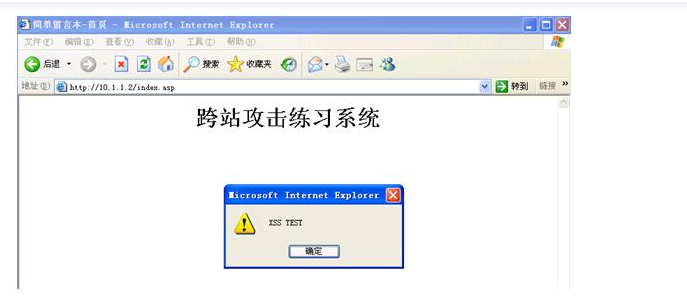 简单留言本-首页 - Microsoft Internet Explorer
文件(F) 编辑(E) 查看(V) 收藏(A) 工具(T) 帮助(H)
后退 搜索 收藏夹
地址(D) http://10.1.1.2/index.asp 转到 链接 »
跨站攻击练习系统
Microsoft Internet Explorer
XSS TEST
确定